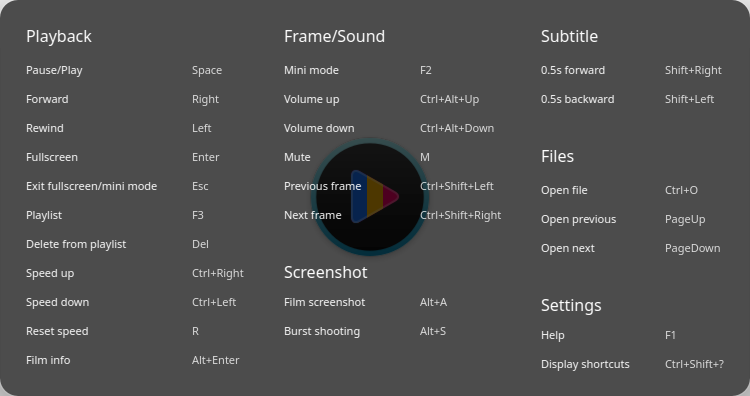 Playback
Pause/Play Space
Forward Right
Rewind Left
Fullscreen Enter
Exit fullscreen/mini mode Esc
Playlist F3
Delete from playlist Del
Speed up Ctrl+Right
Speed down Ctrl+Left
Reset speed R
Film info Alt+Enter
Frame/Sound
Mini mode F2
Volume up Ctrl+Alt+Up
Volume down Ctrl+Alt+Down
Mute M
Previous frame Ctrl+Shift+Left
Next frame Ctrl+Shift+Right
Screenshot
Film screenshot Alt+A
Burst shooting Alt+S
Subtitle
0.5s forward Shift+Right
0.5s backward Shift+Left
Files
Open file Ctrl+O
Open previous PageUp
Open next PageDown
Settings
Help F1
Display shortcuts Ctrl+Shift+?